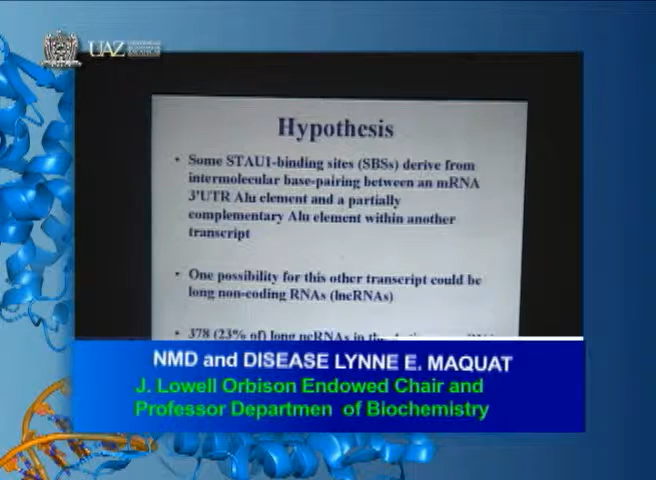 UAZ
Hypothesis
• Some STAU1-binding sites (SBSs) derive from
intermolecular base-pairing between an mRNA
3'UTR Alu element and a partially
complementary Alu element within another
transcript
• One possibility for this other transcript could be
long non-coding RNAs (lncRNAs)
• 378 (23% of) long ncRNAs in the
NMD and DISEASE LYNNE E. MAQUAT
J. Lowell Orbison Endowed Chair and
Professor Departmen of Biochemistry